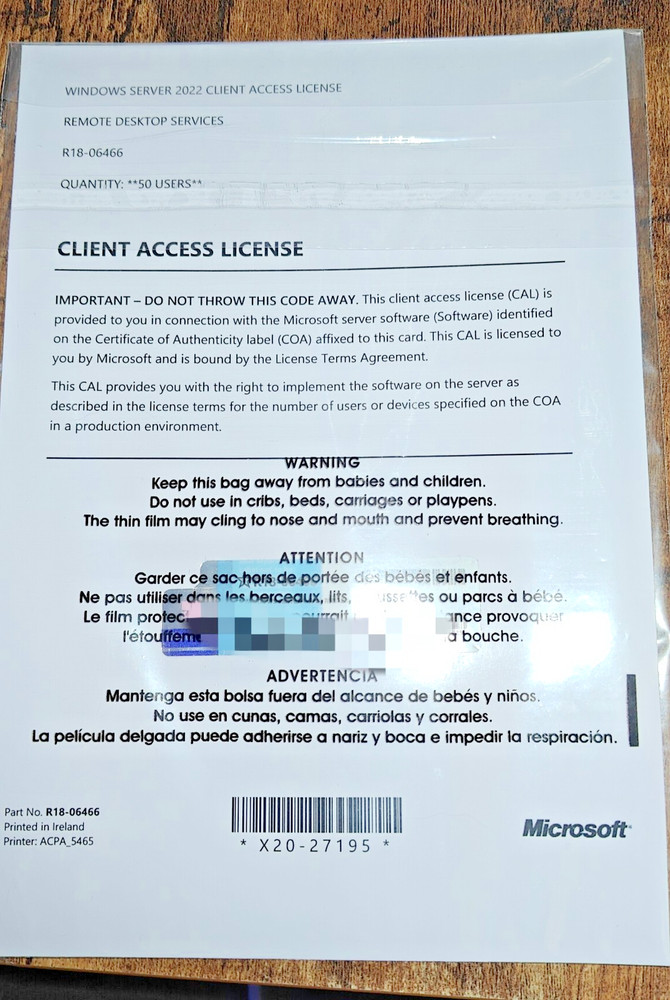 WINDOWS SERVER 2022 CLIENT ACCESS LICENSE
REMOTE DESKTOP SERVICES
R18-06466
QUANTITY: **50 USERS**
CLIENT ACCESS LICENSE
IMPORTANT – DO NOT THROW THIS CODE AWAY. This client access license (CAL) is
provided to you in connection with the Microsoft server software (Software) identified
on the Certificate of Authenticity label (COA) affixed to this card. This CAL is licensed to
you by Microsoft and is bound by the License Terms Agreement.
This CAL provides you with the right to implement the software on the server as
described in the license terms for the number of users or devices specified on the COA
in a production environment.
WARNING
Keep this bag away from babies and children.
Do not use in cribs, beds, carriages or playpens.
The thin film may cling to nose and mouth and prevent breathing.
ATTENTION
Garder ce sac hors de portée des bébés et enfants.
Ne pas utiliser dans les berceaux, lits, ou parcs à bébé.
Le film provoquer
bouche.
ADVERTENCIA
Mantenga esta bolsa fuera del alcance de bebés y niños.
No use en cunas, camas, carriolas y corrales.
La película delgada puede adherirse a nariz y boca e impedir la respiración.
Part No. R18-06466
Printed in Ireland
Printer: ACPA_5465
* X20-27195 *
Microsoft